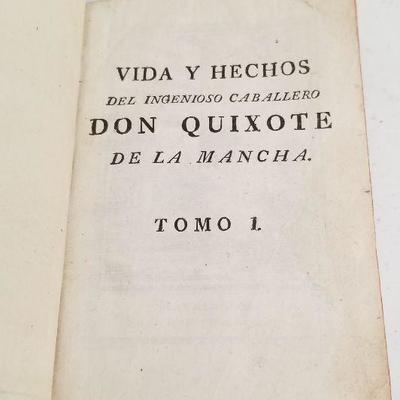 VIDA Y HECHOS
DEL INGENIOSO CABALLERO
DON QUIXOTE
DE LA MANCHA.
TOMO I.